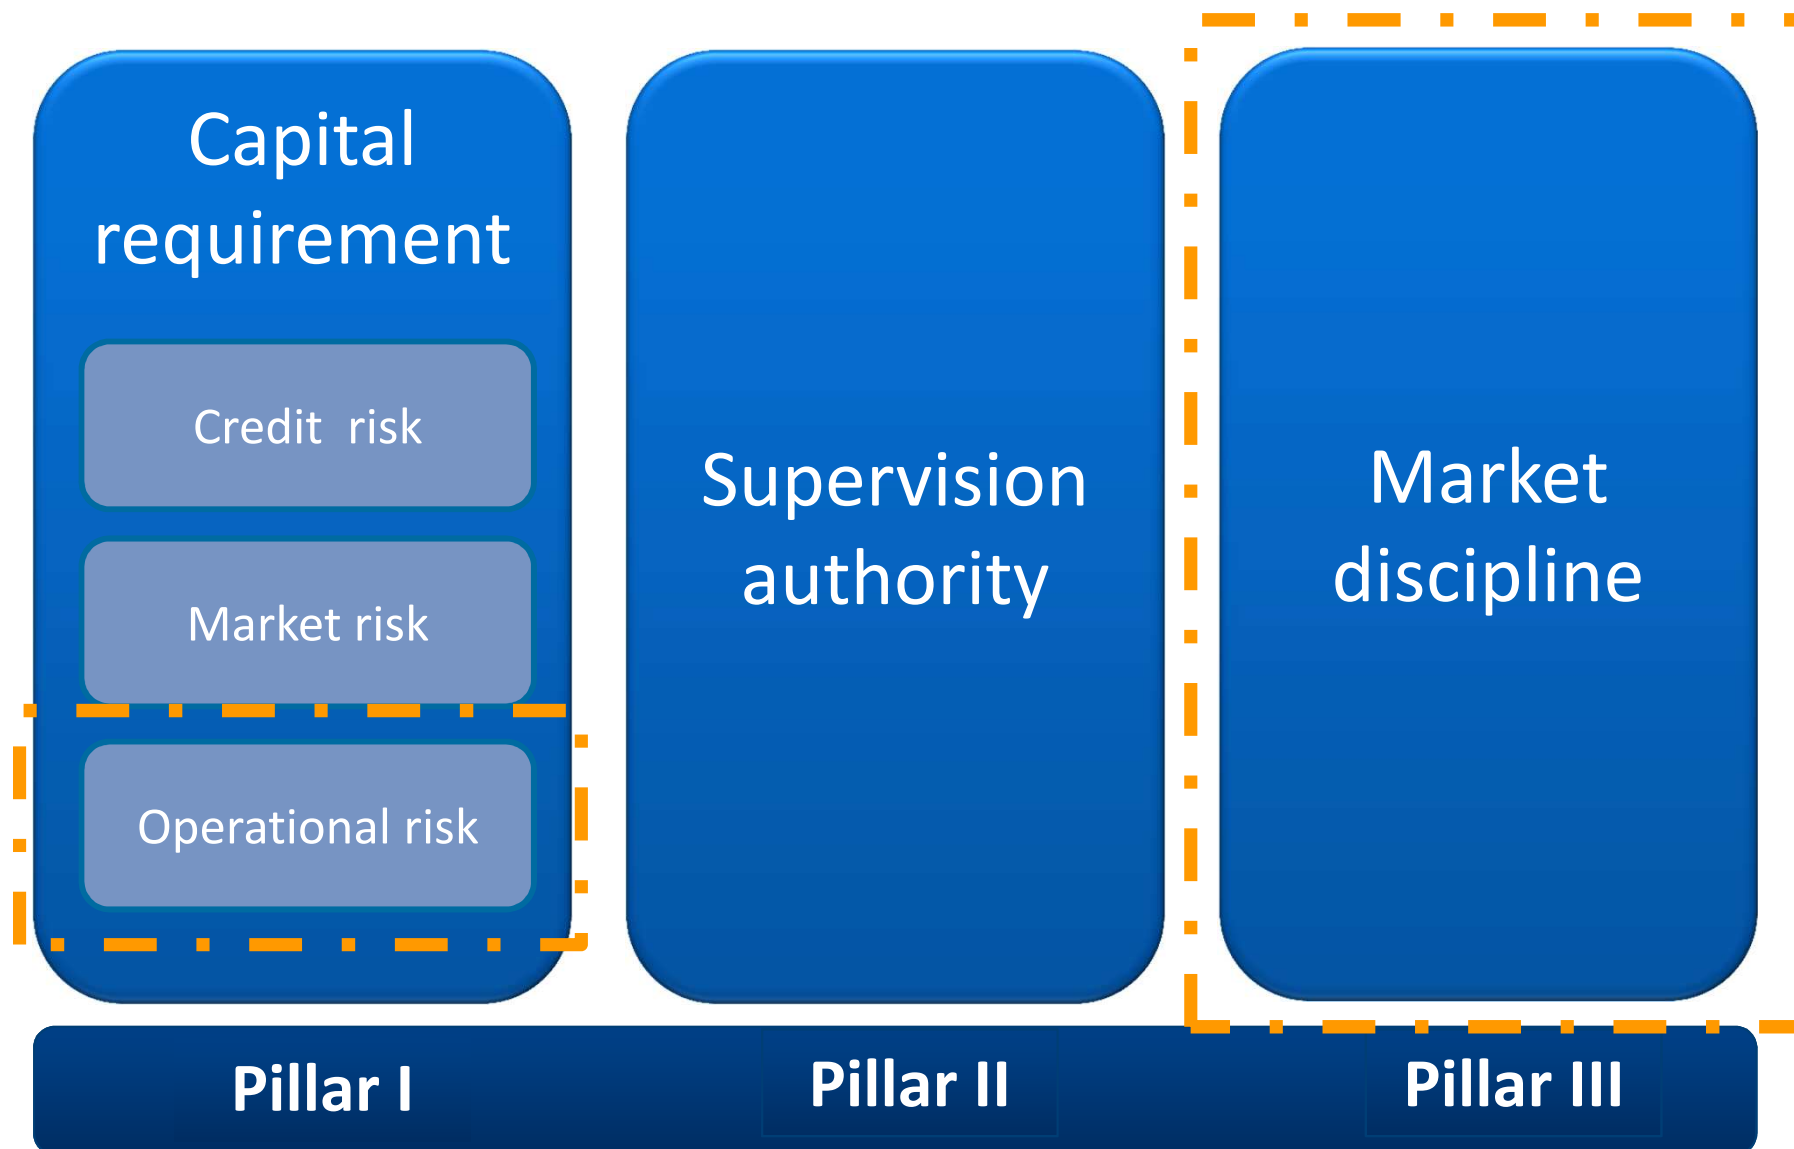 Capital
requirement
Credit  risk
Market risk
Operational risk
Supervision
authority
Market
discipline
Pillar I
Pillar II
Pillar III